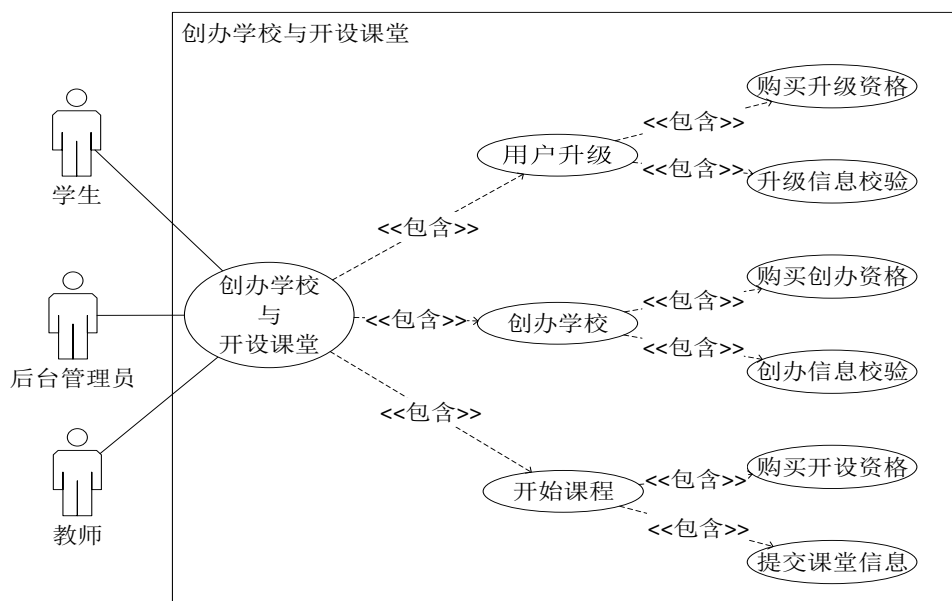 创办学校与开设课堂
购买升级资格
<<包含>>
用户升级
<<包含>>
升级信息校验
学生
<<包含>>
创办学校
与
开设课堂
购买创办资格
<<包含>>
<<包含>>
创办学校
<<包含>>
创办信息校验
后台管理员
<<包含>>
购买开设资格
开始课程
<<包含>>
<<包含>>
教师
提交课堂信息